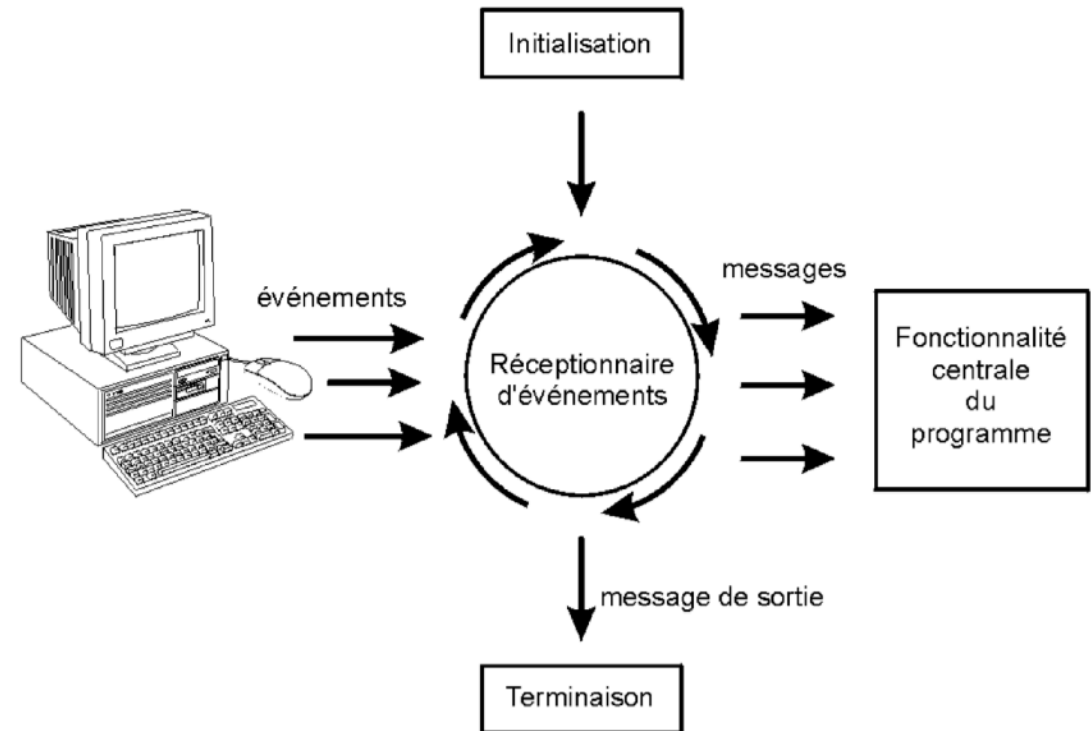 Initialisation
événements
messages
Réceptionnaire
d'événements
Fonctionnalité
centrale
du
programme
message de sortie
Terminaison